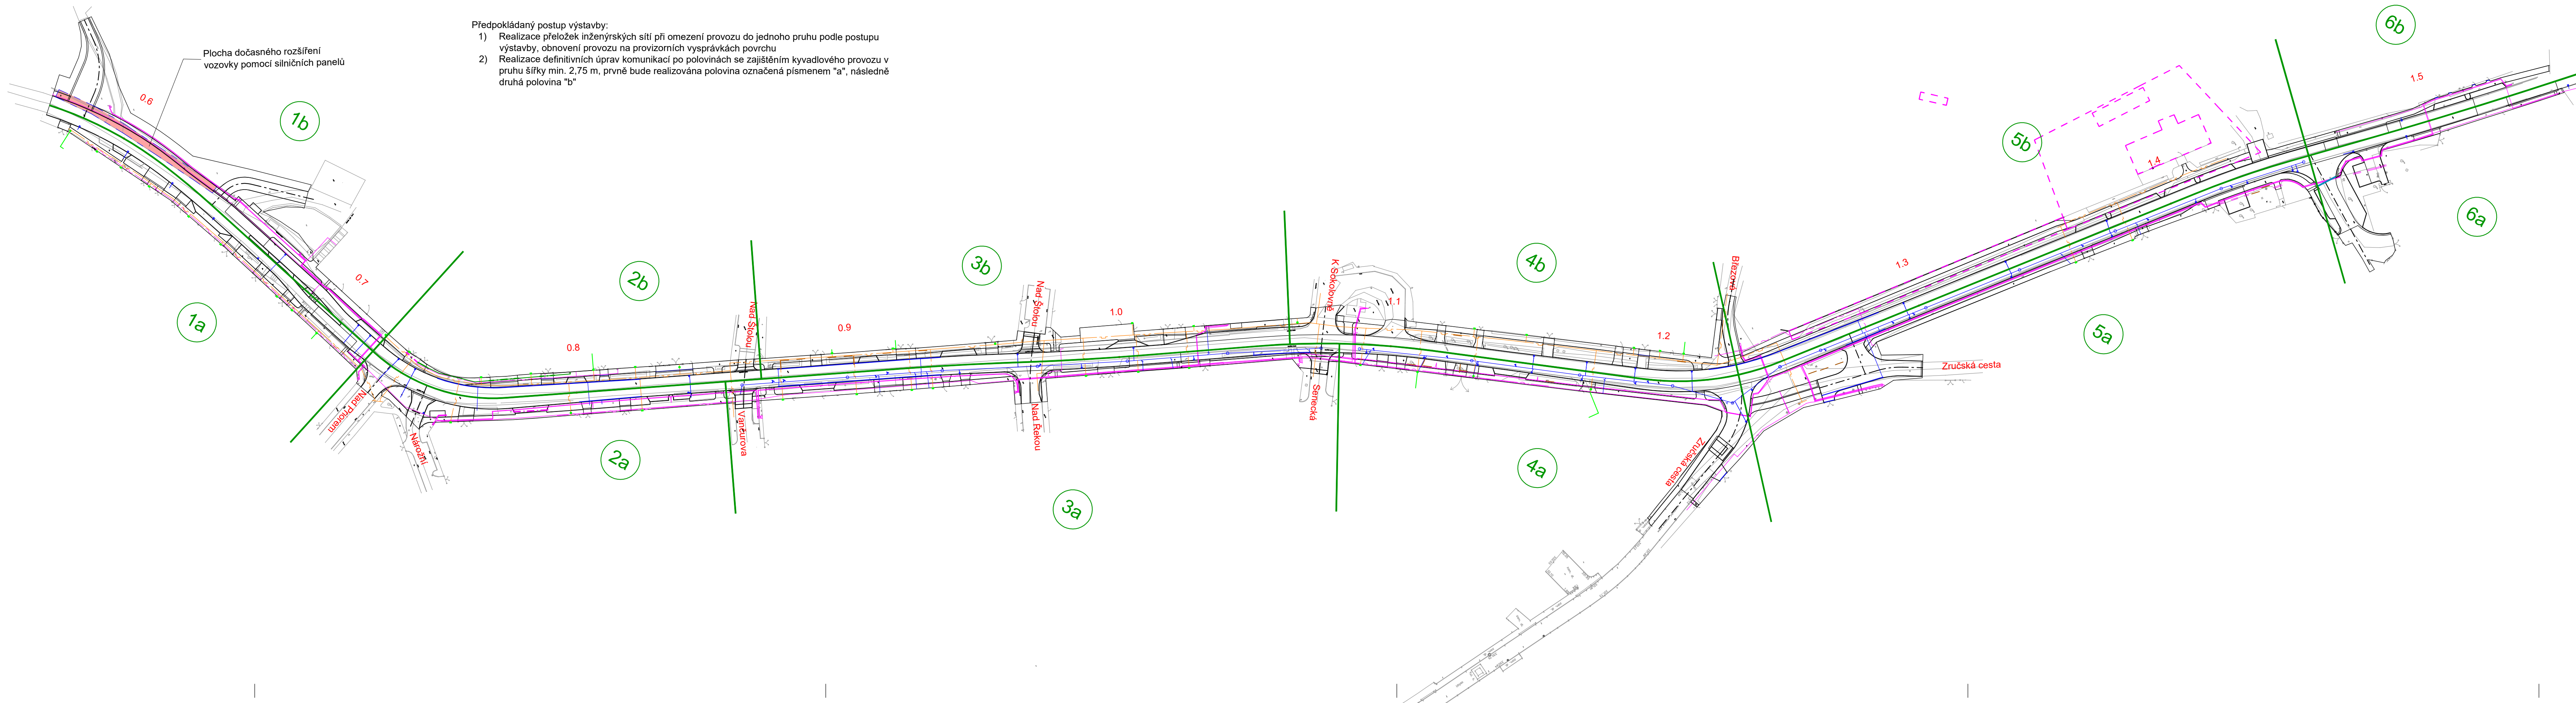 Předpokládaný postup výstavby:
1) Realizace přeložek inženýrských sítí při omezení provozu do jednoho pruhu podle postupu
výstavby, obnovení provozu na provizorních vysprávkách povrchu
2) Realizace definitivních úprav komunikací po polovinách se zajištěním kyvadlového provozu v
pruhu šířky min. 2,75 m, prvně bude realizována polovina označená písmenem "a", následně
druhá polovina "b"
Plocha dočasného rozšíření
vozovky pomocí silničních panelů
0.6
1b
1a
0.7
Nad Priorem
Nárožní
2b
0.8
2a
Nad Štolou
Vančurova
0.9
3b
Nad Školou
Nad Řekou
1.0
3a
K Sokolovně
Senecká
1.1
4b
4a
1.2
Březová
Zručská cesta
Zručská cesta
1.3
5b
5a
1.4
6b
1.5
6a